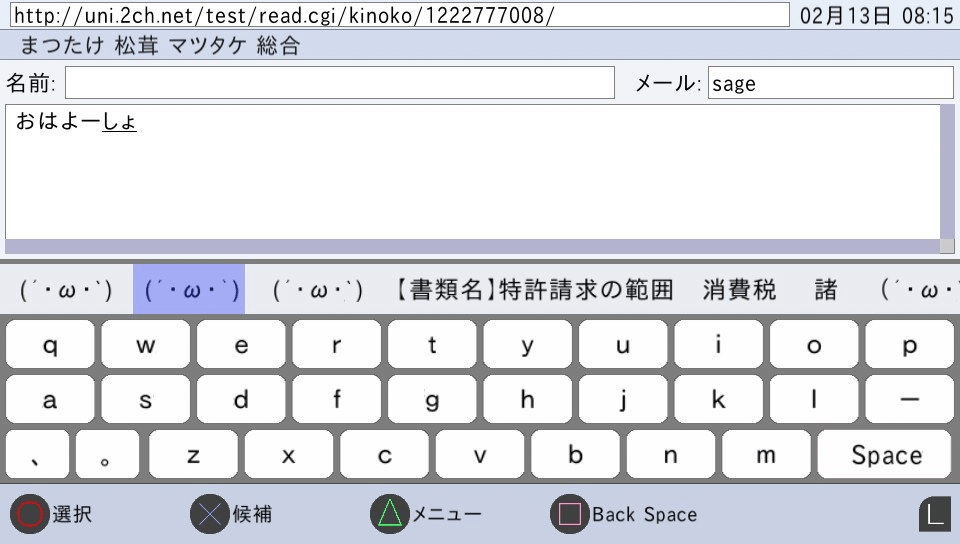 http://uni.2ch.net/test/read.cgi/kinoko/1222777008/ 02月13日 08:15
まつたけ 松茸 マツタケ 総合
名前: メール: sage
おはよーしょ
(´・ω・`) (´・ω・`) (´・ω・`) 【書類名】特許請求の範囲 消費税 諸 (´・ω・
q w e r t y u i o p
a s d f g h j k l ー
、 。 z x c v b n m Space
選択 候補 メニュー Back Space L